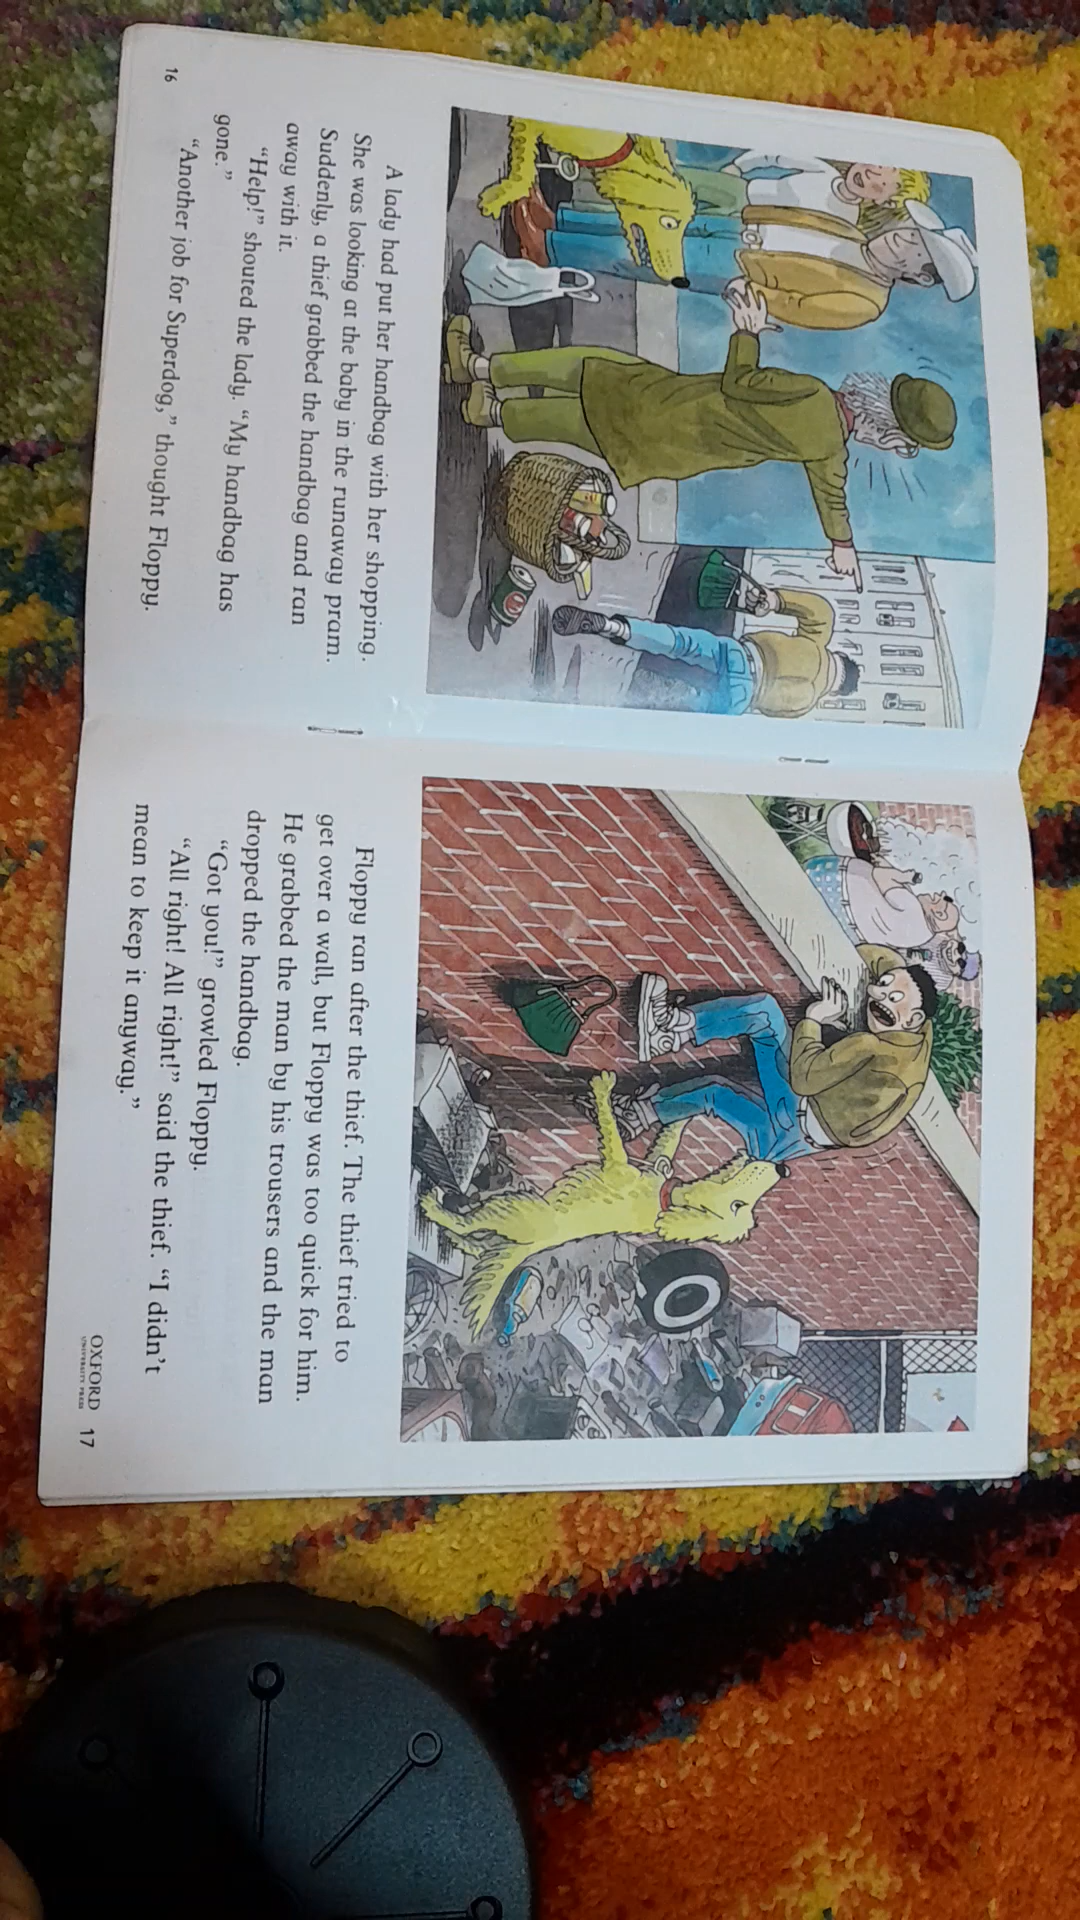 A lady had put her handbag with her shopping.
She was looking at the baby in the runaway pram.
Suddenly, a thief grabbed the handbag and ran
away with it.
“Help!” shouted the lady. “My handbag has
gone.”
“Another job for Superdog,” thought Floppy.
16
Floppy ran after the thief. The thief tried to
get over a wall, but Floppy was too quick for him.
He grabbed the man by his trousers and the man
dropped the handbag.
“Got you!” growled Floppy.
“All right! All right!” said the thief. “I didn’t
mean to keep it anyway.”
OXFORD
UNIVERSITY PRESS
17